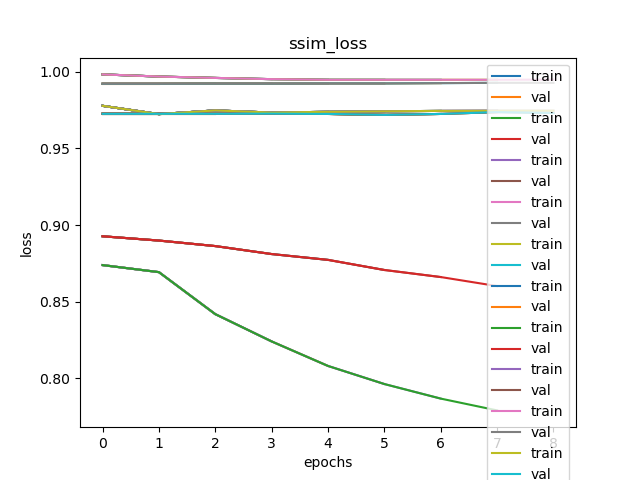 ssim_loss
loss
1.00
0.95
0.90
0.85
0.80
0
1
2
3
4
5
6
7
8
epochs
train
val
train
val
train
val
train
val
train
val
train
val
train
val
train
val
train
val
train
val